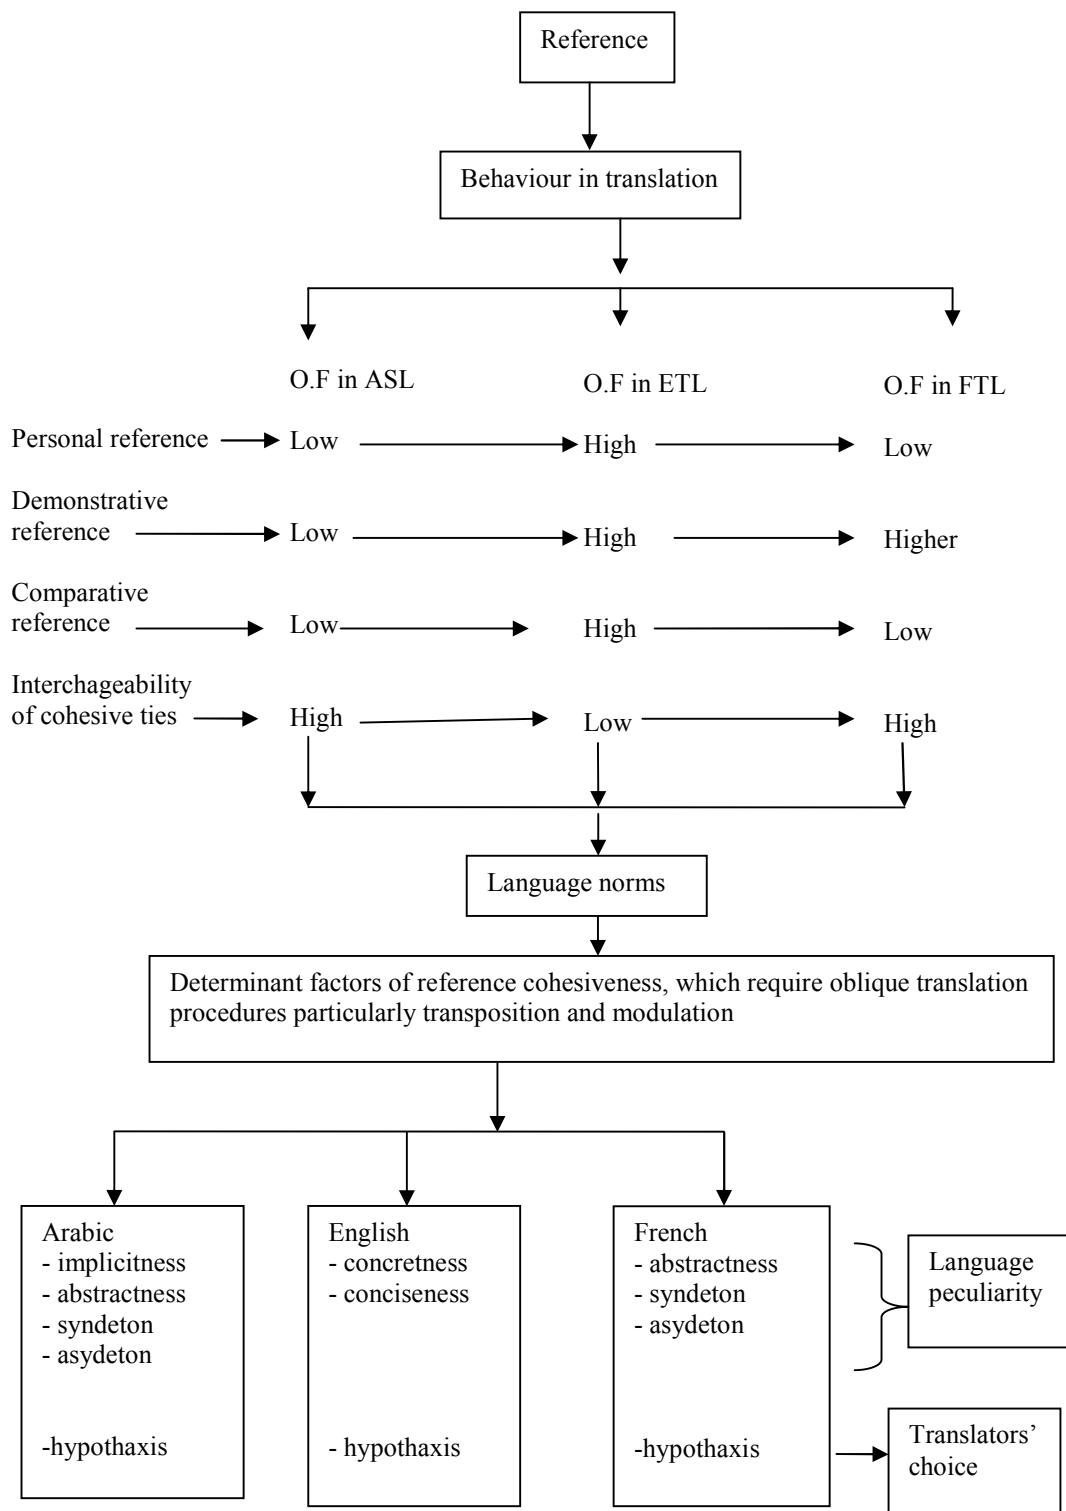 Reference
Behaviour in translation
O.F in ASL
O.F in ETL
O.F in FTL
Personal reference
Low
High
Low
Demonstrative
reference
Low
High
Higher
Comparative
reference
Low
High
Low
Interchageability
of cohesive ties
High
Low
High
Language norms
Determinant factors of reference cohesiveness, which require oblique translation
procedures particularly transposition and modulation
Arabic
- implicitness
- abstractness
- syndeton
- asydeton
-hypothaxis
English
- concretness
- conciseness
- hypothaxis
French
- abstractness
- syndeton
- asydeton
-hypothaxis
Language
peculiarity
Translators’
choice